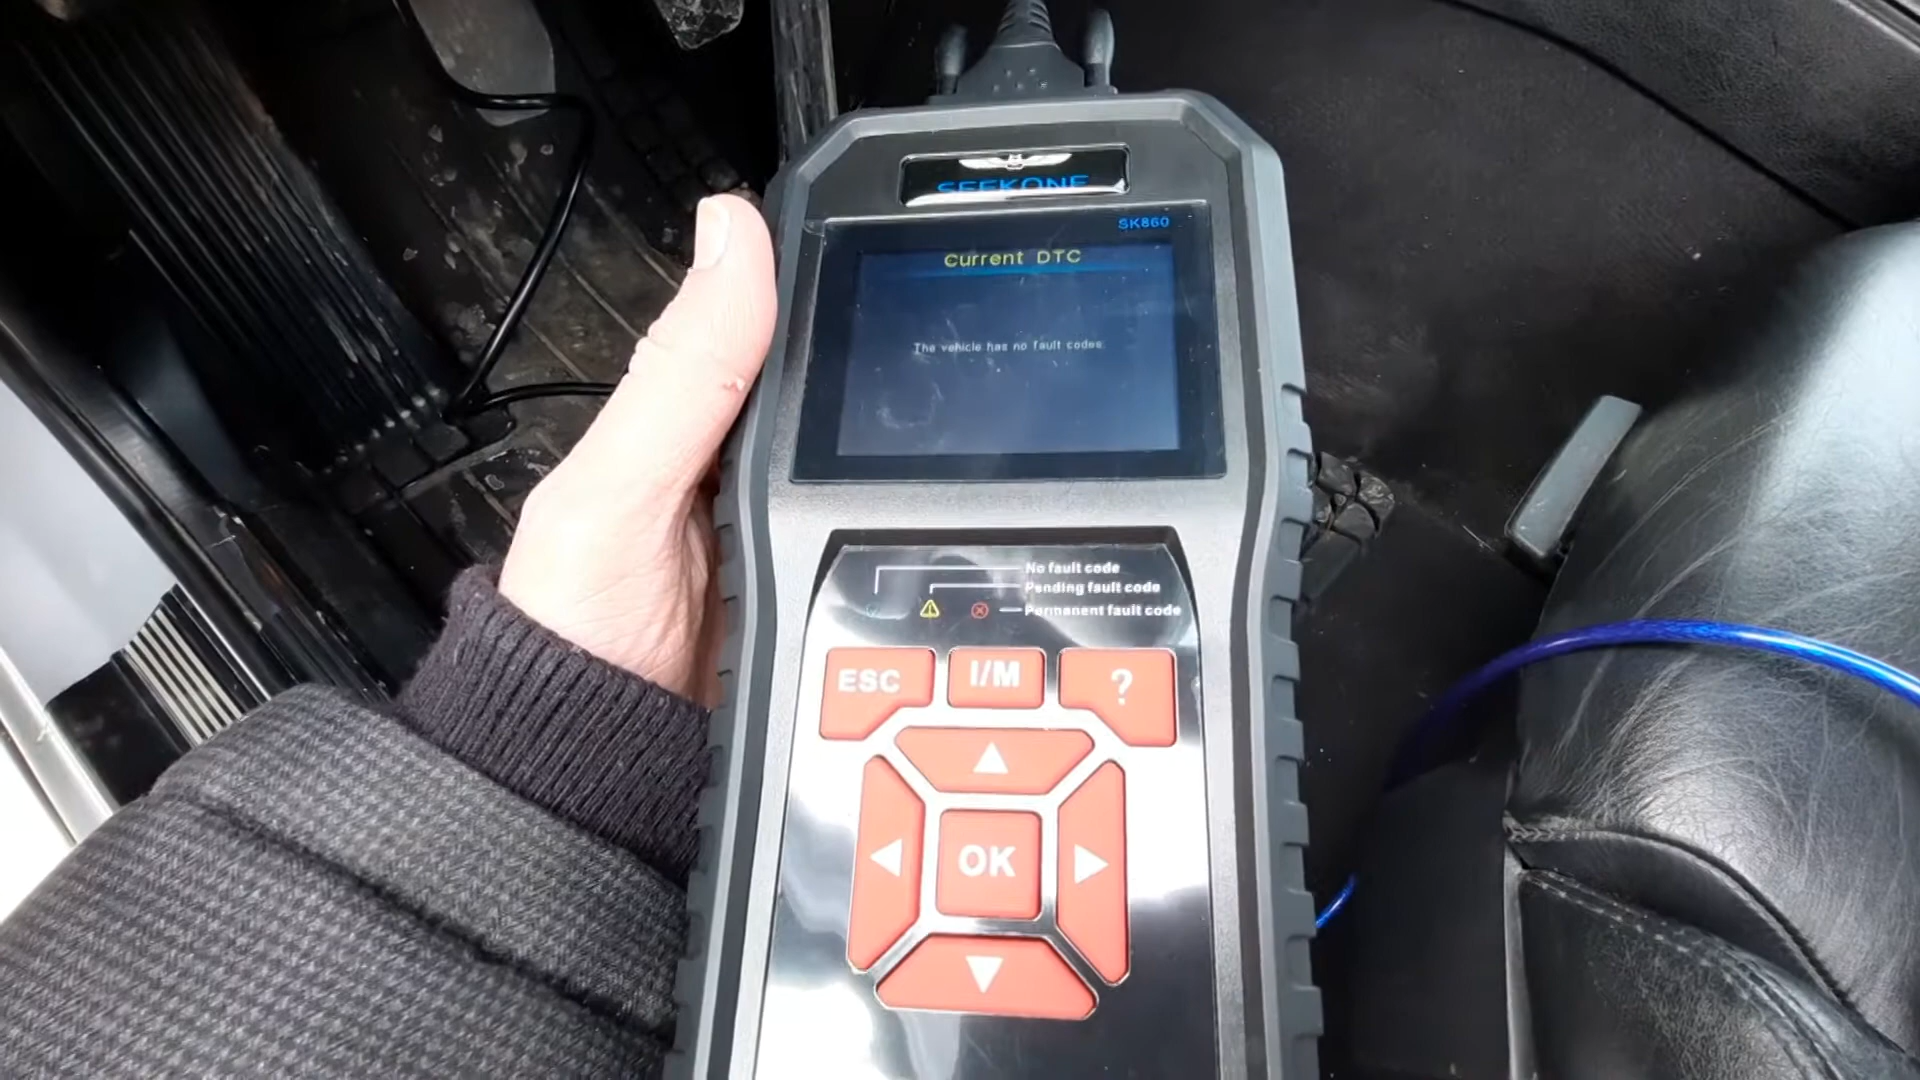 SEEKONE
SK860
Current DTC
The vehicle has no fault codes.
No fault code
Pending fault code
Permanent fault code
ESC
I/M
?
OK